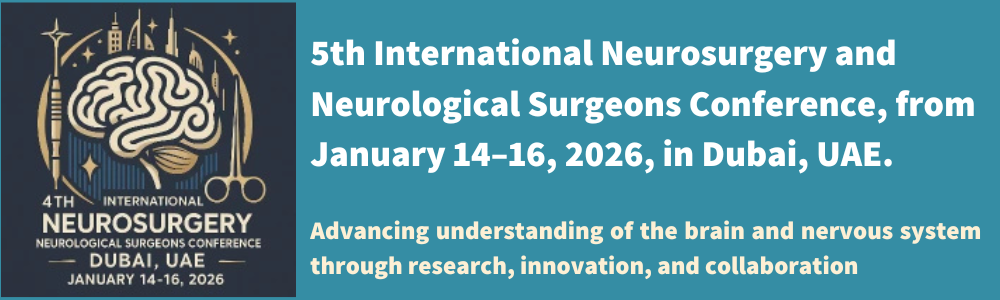 4TH INTERNATIONAL
NEUROSURGERY
NEUROLOGICAL SURGEONS CONFERENCE
DUBAI, UAE
JANUARY 14-16, 2026
5th International Neurosurgery and
Neurological Surgeons Conference, from
January 14–16, 2026, in Dubai, UAE.
Advancing understanding of the brain and nervous system
through research, innovation, and collaboration